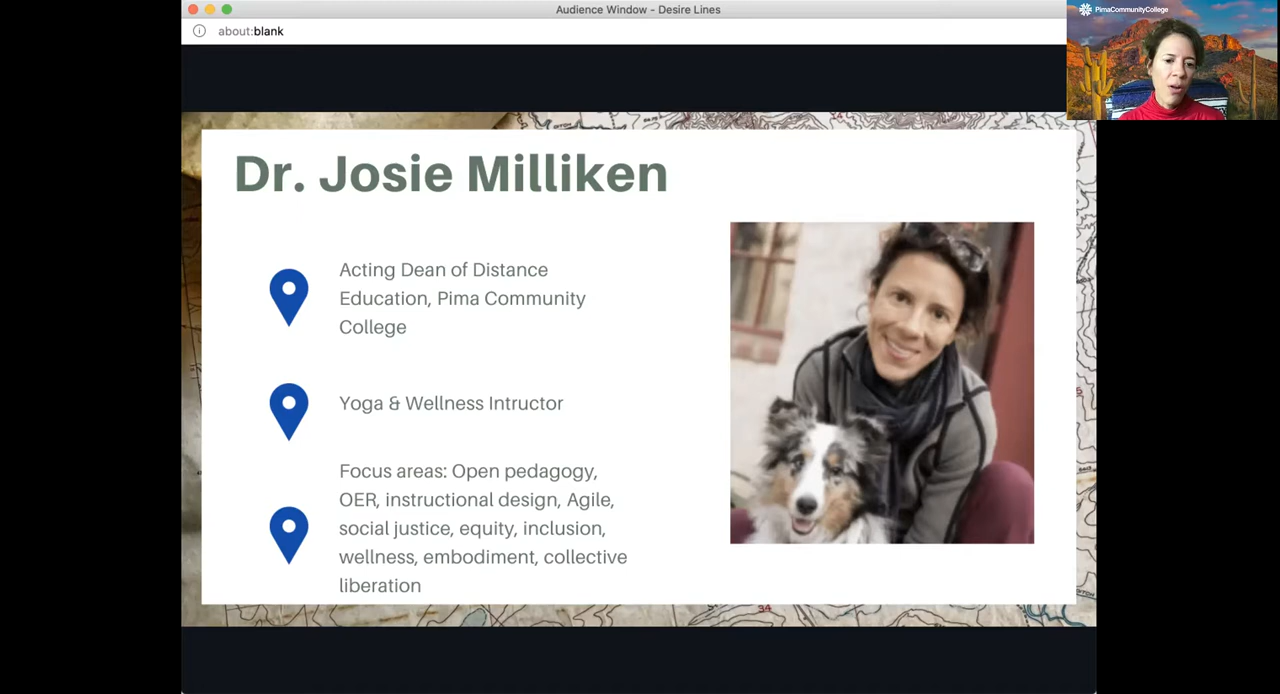 Audience Window - Desire Lines
about:blank
PimaCommunityCollege
Dr. Josie Milliken
Acting Dean of Distance
Education, Pima Community
College
Yoga & Wellness Intructor
Focus areas: Open pedagogy,
OER, instructional design, Agile,
social justice, equity, inclusion,
wellness, embodiment, collective
liberation
34